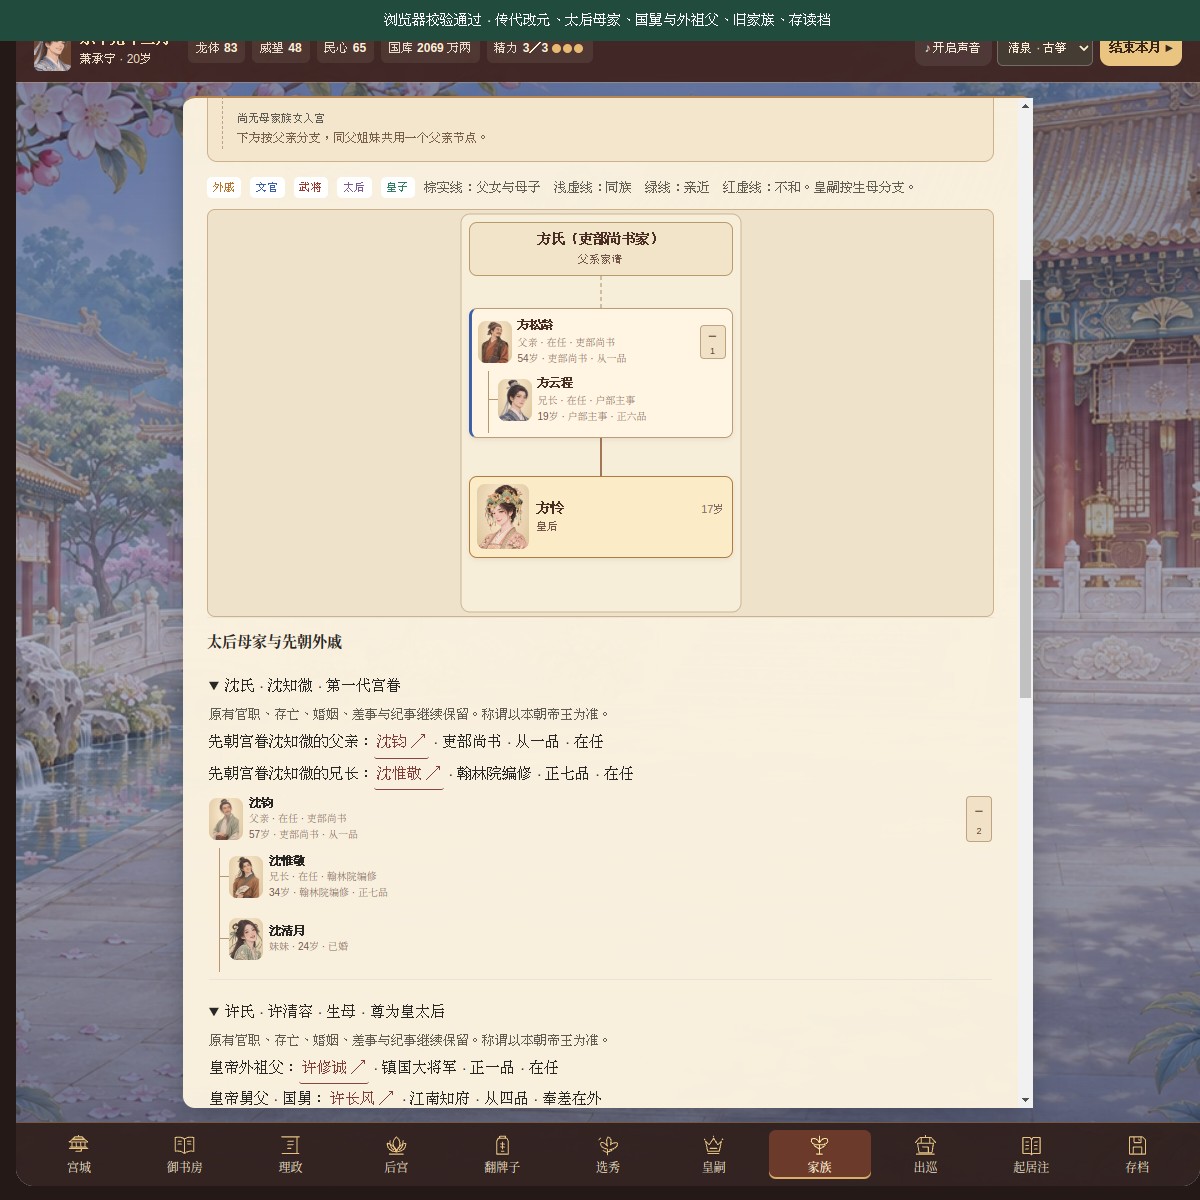 浏览器校验通过 · 传代改元、太后母家、国舅与外祖父、旧家族、存读档
萧承宇 · 20岁
龙体 83
威望 48
民心 65
国库 2069 万两
精力 3/3
♪开启声音
清泉 · 古筝
结束本月 ▸
尚无母家族女入宫
下方按父亲分支，同父姐妹共用一个父亲节点。
外戚 文官 武将 太后 皇子 棕实线：父女与母子 浅虚线：同族 绿线：亲近 红虚线：不和。皇嗣按生母分支。
方氏（吏部尚书家）
父系家谱
方松龄
父亲 · 在任 · 吏部尚书
54岁 · 吏部尚书 · 从一品
−
1
方云程
兄长 · 在任 · 户部主事
19岁 · 户部主事 · 正六品
方怜
17岁
皇后
太后母家与先朝外戚
▼ 沈氏 · 沈知微 · 第一代宫眷
原有官职、存亡、婚姻、差事与纪事继续保留。称谓以本朝帝王为准。
先朝宫眷沈知微的父亲：沈钧 ↗ · 吏部尚书 · 从一品 · 在任
先朝宫眷沈知微的兄长：沈惟敬 ↗ · 翰林院编修 · 正七品 · 在任
沈钧
父亲 · 在任 · 吏部尚书
57岁 · 吏部尚书 · 从一品
−
2
沈惟敬
兄长 · 在任 · 翰林院编修
34岁 · 翰林院编修 · 正七品
沈清月
妹妹 · 24岁 · 已婚
▼ 许氏 · 许清容 · 生母 · 尊为皇太后
原有官职、存亡、婚姻、差事与纪事继续保留。称谓以本朝帝王为准。
皇帝外祖父：许修诚 ↗ · 镇国大将军 · 正一品 · 在任
皇帝舅父 · 国舅：许长风 ↗ · 江南知府 · 从四品 · 奉差在外
宫城 御书房 理政 后宫 翻牌子 选秀 皇嗣 家族 出巡 起居注 存档